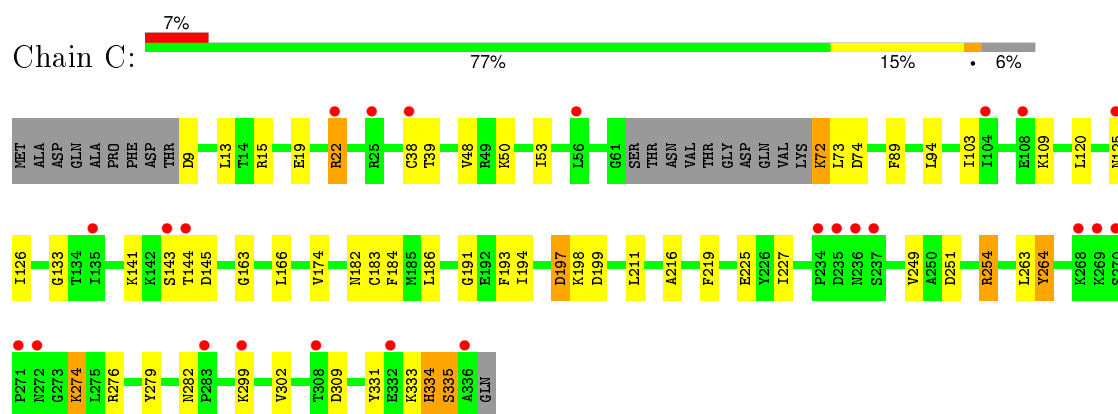 7%
Chain C:
77% 15% • 6%
MET ALA ASP GLN ALA PRO PHE ASP THR D9 L13 T14 R15 E19 R22 R25 C38 T39 V48 R49 K50 I53 L56 G61 SER THR ASN VAL THR GLY ASP GLN VAL LYS K72 L73 D74 F89 L94 I103 I104 E108 K109 L120 N125
I126 G133 T134 I135 K141 K142 S143 T144 D145 G163 L166 V174 N182 C183 F184 M185 L186 G191 E192 F193 I194 D197 K198 D199 L211 A216 F219 E225 Y226 I227 P234 D235 N236 S237 V249 A250 D251 R254 L263 Y264 K268 K269 S270
P271 N272 G273 K274 L275 R276 Y279 N282 P283 K299 V302 T308 D309 Y331 E332 K333 H334 S335 A336 GLN